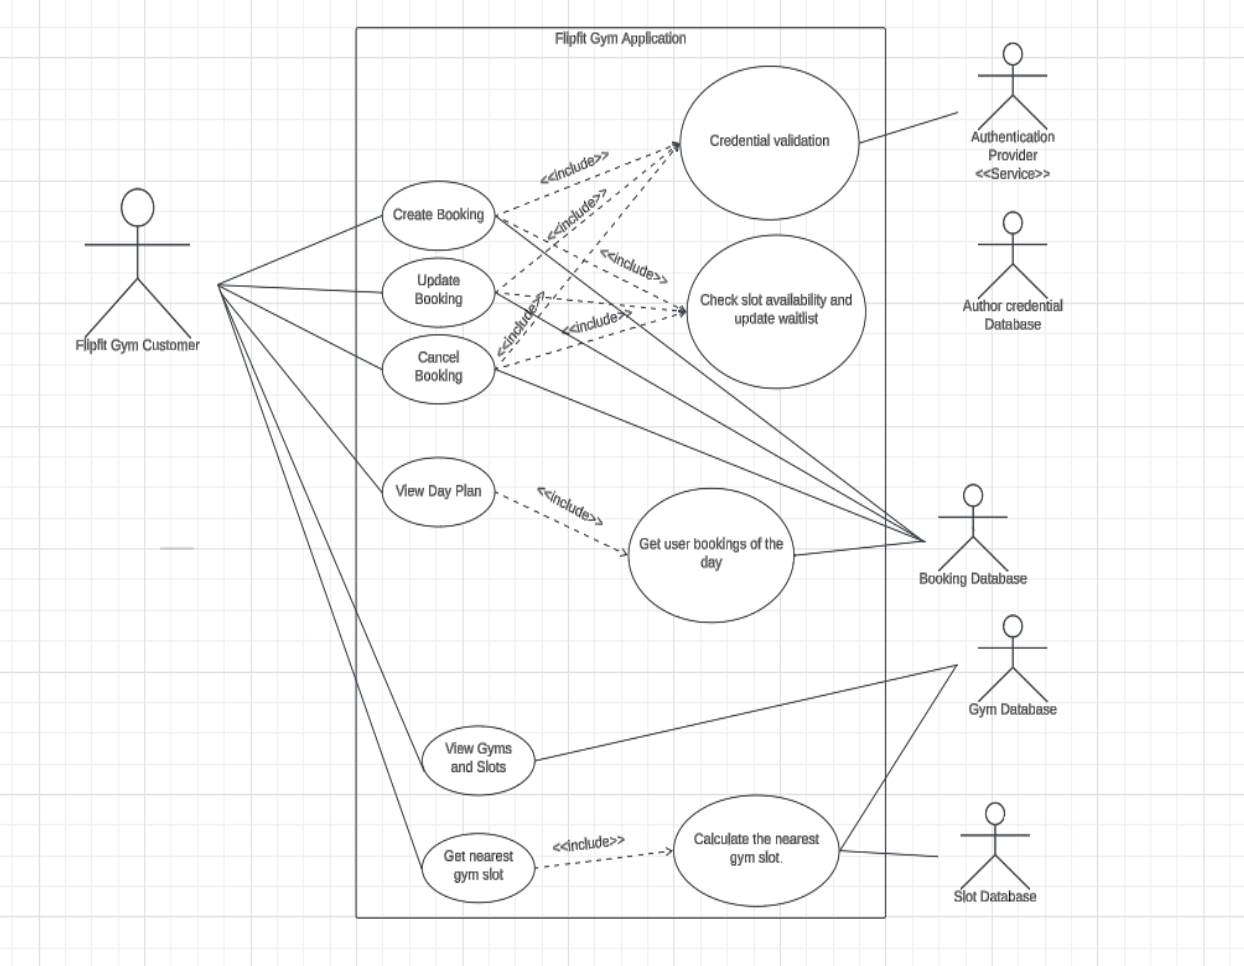 Flipfit Gym Application
Credential validation
Authentication
Provider
<<Service>>
<<include>>
<<include>>
Create Booking
<<include>>
Update
Booking
Check slot availability and
update waitlist
Author credential
Database
<<include>>
<<include>>
Flipfit Gym Customer
Cancel
Booking
View Day Plan
<<include>>
Get user bookings of the
day
Booking Database
Gym Database
View Gyms
and Slots
Get nearest
gym slot
<<include>>
Calculate the nearest
gym slot.
Slot Database